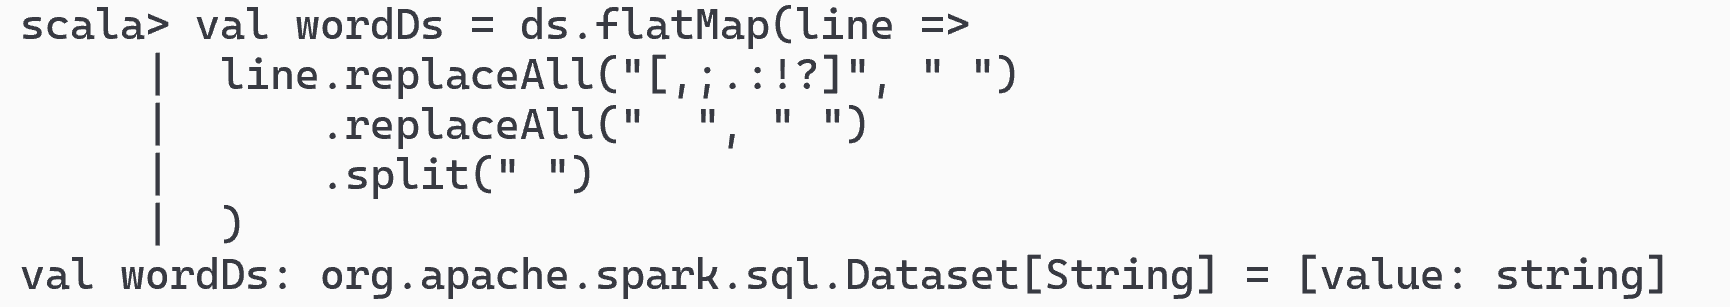 scala> val wordDs = ds.flatMap(line =>
     |  line.replaceAll("[,;.:!?]", " ")
     |      .replaceAll("  ", " ")
     |      .split(" ")
     |  )
val wordDs: org.apache.spark.sql.Dataset[String] = [value: string]